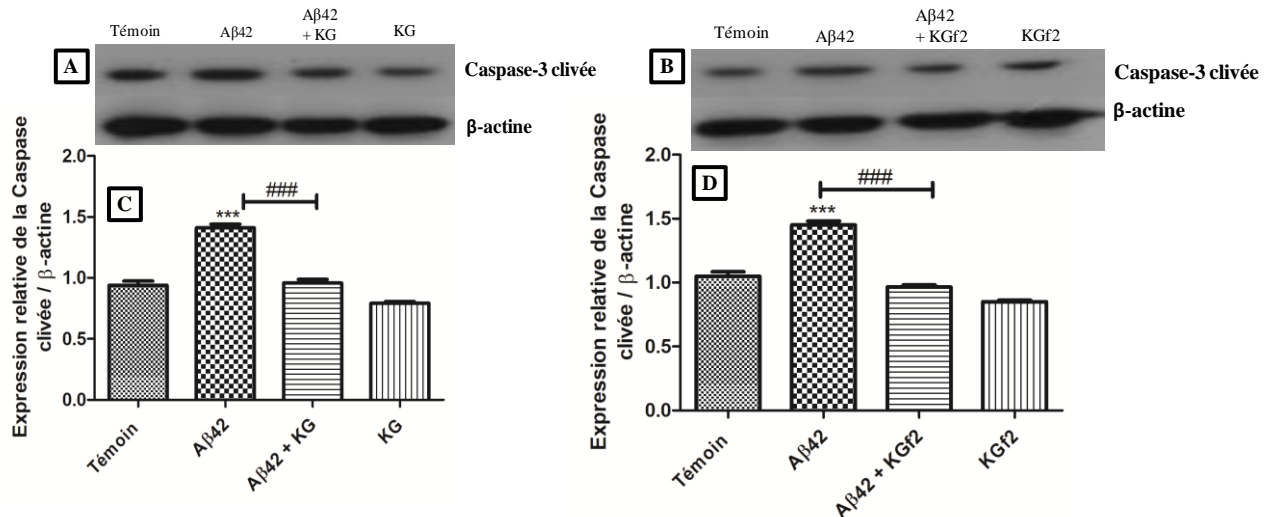 Témoin
Aβ42
Aβ42
+ KG
KG
A
Caspase-3 clivée
β-actine
Témoin
Aβ42
Aβ42
+ KGf2
KGf2
B
Caspase-3 clivée
β-actine
Expression relative de la Caspase
clivée / β-actine
2.0
1.5
1.0
0.5
0.0
C
***
###
Témoin
Aβ42
Aβ42 + KG
KG
Expression relative de la Caspase
clivée / β-actine
2.0
1.5
1.0
0.5
0.0
D
***
###
Témoin
Aβ42
Aβ42 + KGf2
KGf2